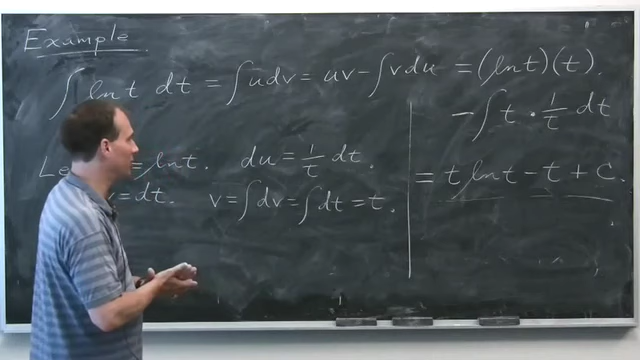 Example
∫ ln t dt = ∫ u dv = uv - ∫ v du = (ln t)(t).
- ∫ t · 1/t dt
= t ln t - t + C.
= ln t. du = 1/t dt.
= dt. v = ∫ dv = ∫ dt = t.